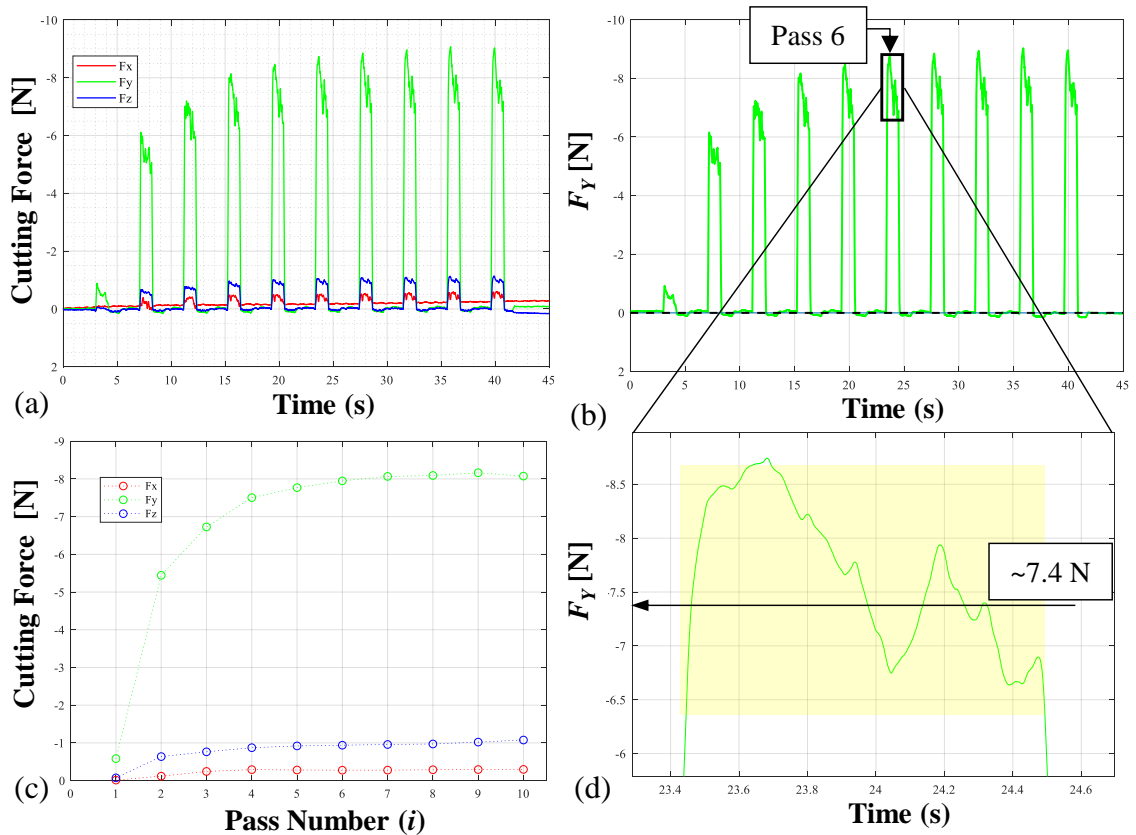 -10
-8
-6
-4
-2
0
2
Cutting Force [N]
Fx
Fy
Fz
0 5 10 15 20 25 30 35 40 45
Time (s)
(a)
Pass 6
-10
-8
-6
-4
-2
0
2
F_Y [N]
0 5 10 15 20 25 30 35 40 45
Time (s)
(b)
-9
-8
-7
-6
-5
-4
-3
-2
-1
0
Cutting Force [N]
Fx
Fy
Fz
0 1 2 3 4 5 6 7 8 9 10
Pass Number (i)
(c)
-8.5
-8
-7.5
-7
-6.5
-6
F_Y [N]
~7.4 N
23.4 23.6 23.8 24 24.2 24.4 24.6
Time (s)
(d)